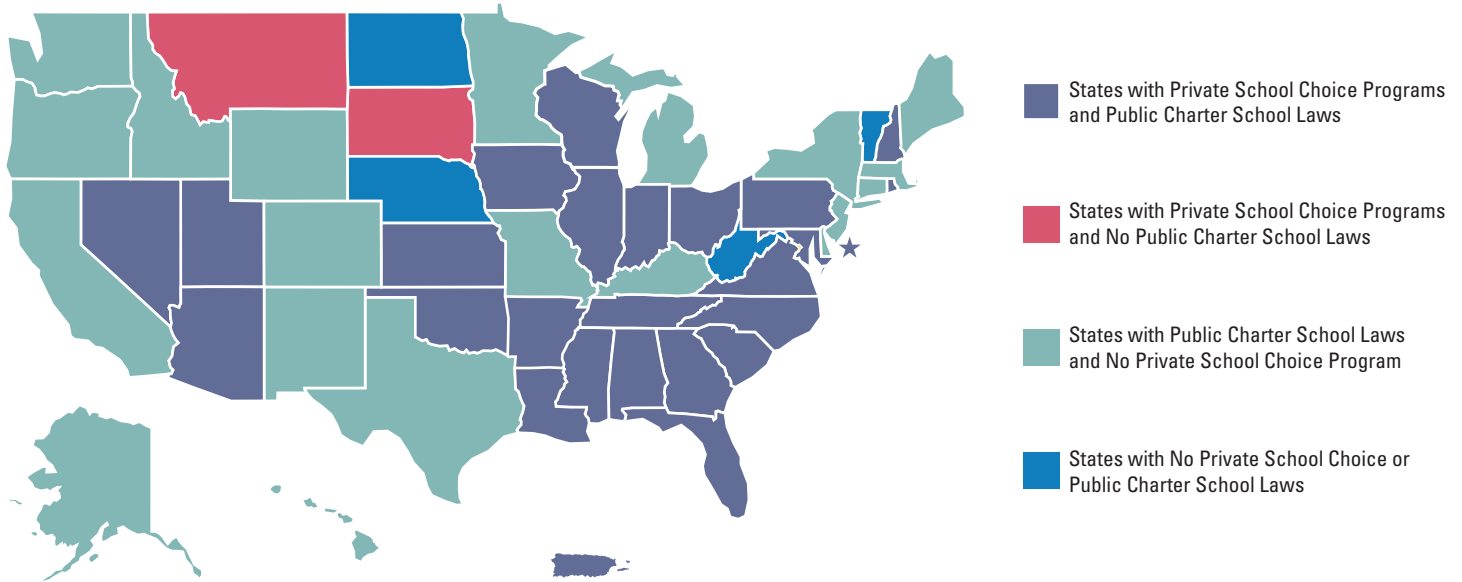 States with Private School Choice Programs
and Public Charter School Laws
States with Private School Choice Programs
and No Public Charter School Laws
States with Public Charter School Laws
and No Private School Choice Program
States with No Private School Choice or
Public Charter School Laws